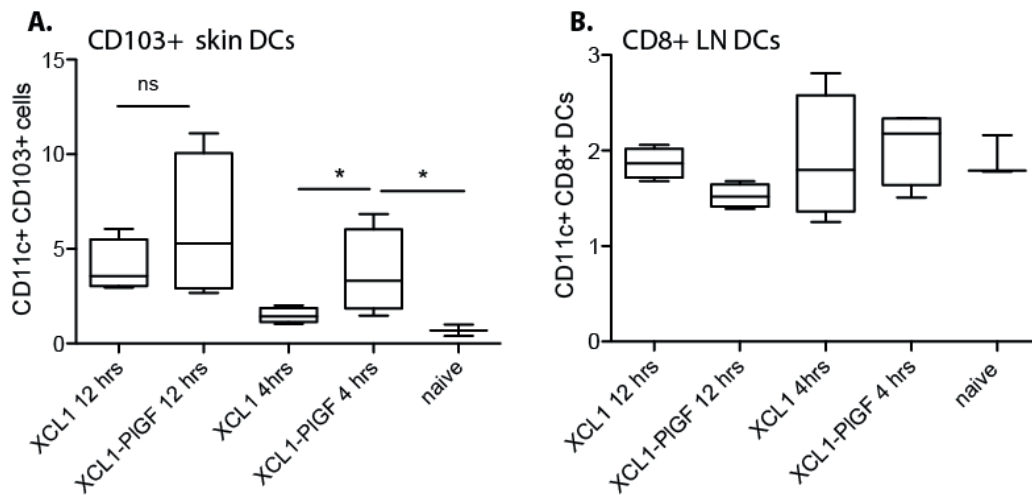 A.
CD103+ skin DCs
CD11c+ CD103+ cells
15
10
5
0
ns
*
*
XCL1 12 hrs
XCL1-PlGF 12 hrs
XCL1 4hrs
XCL1-PlGF 4 hrs
naive
B.
CD8+ LN DCs
CD11c+ CD8+ DCs
3
2
1
0
XCL1 12 hrs
XCL1-PlGF 12 hrs
XCL1 4hrs
XCL1-PlGF 4 hrs
naive